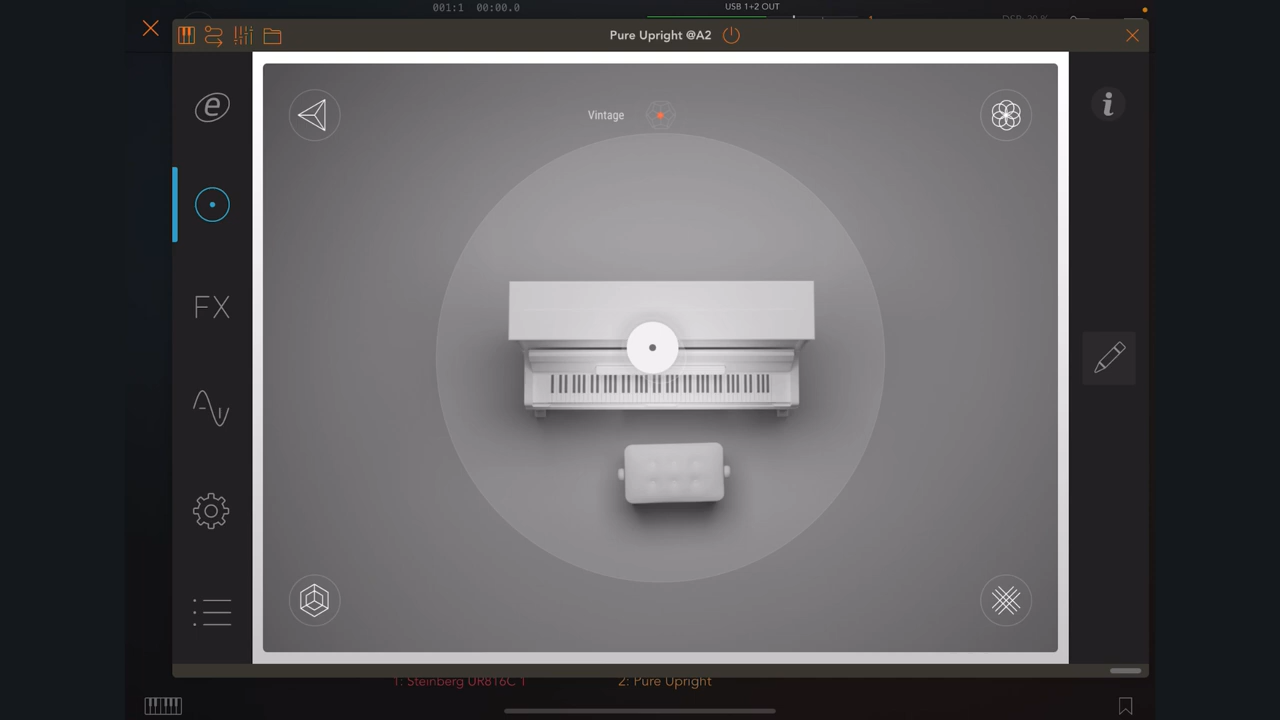 001:1 00:00.0
USB 1+2 OUT
Pure Upright @A2
e
i
Vintage
FX
1: Steinberg UR816C 1
2: Pure Upright